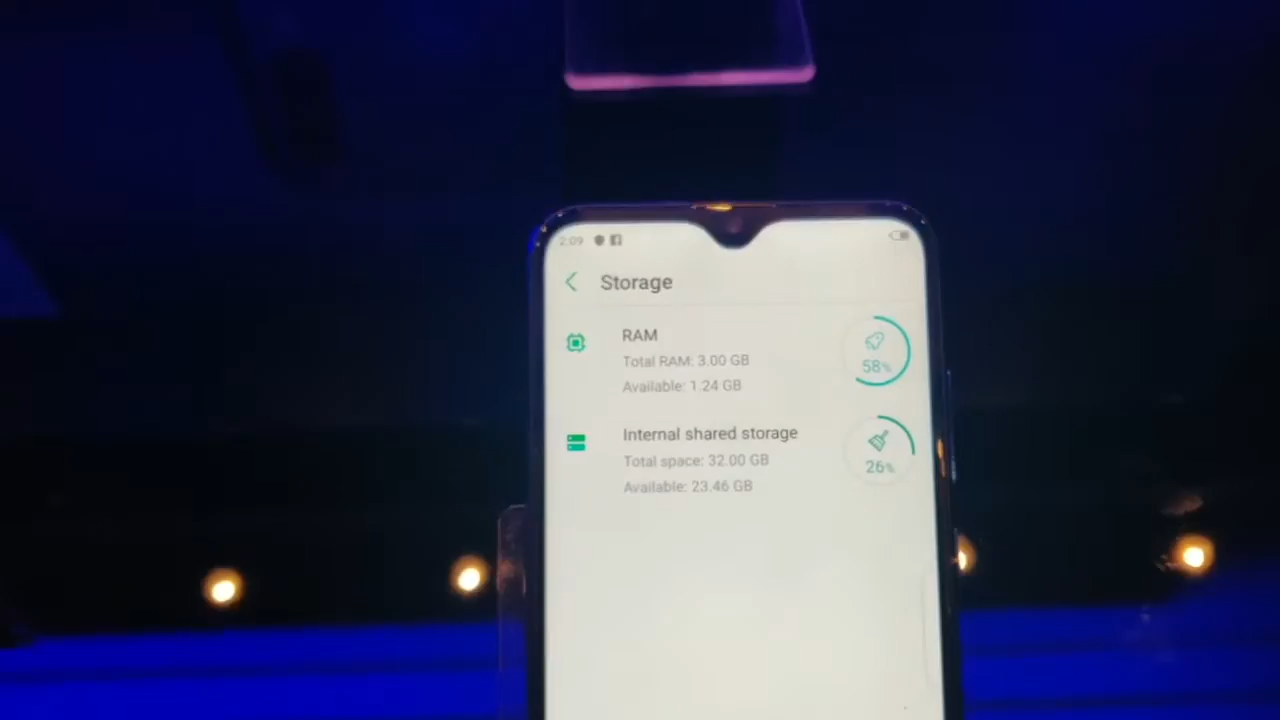 2:09
Storage
RAM
Total RAM: 3.00 GB
Available: 1.24 GB
58%
Internal shared storage
Total space: 32.00 GB
Available: 23.46 GB
26%